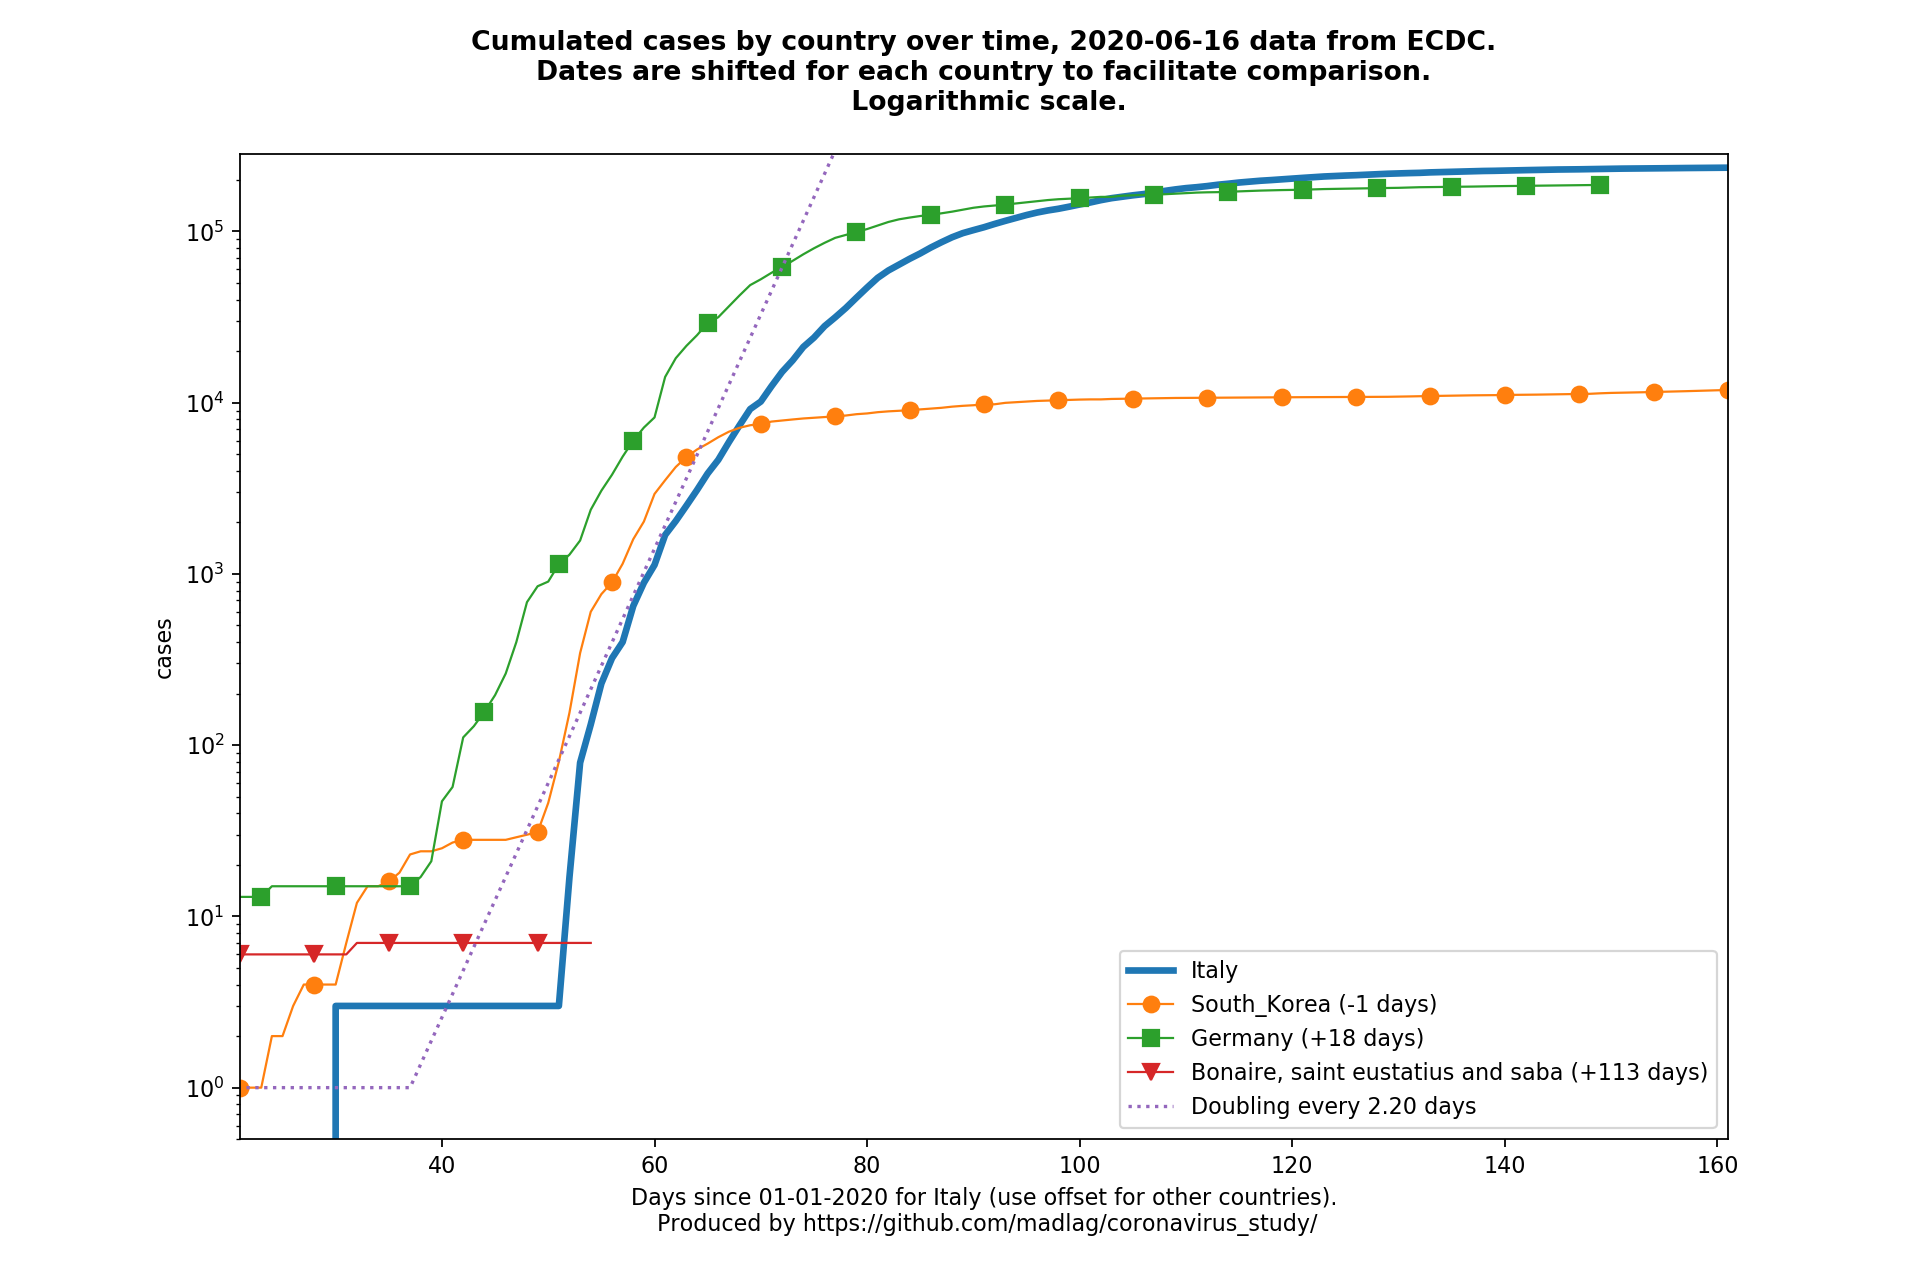 Cumulated cases by country over time, 2020-06-16 data from ECDC.
Dates are shifted for each country to facilitate comparison.
Logarithmic scale.
10^5
10^4
10^3
10^2
10^1
10^0
cases
Italy
South_Korea (-1 days)
Germany (+18 days)
Bonaire, saint eustatius and saba (+113 days)
Doubling every 2.20 days
40 60 80 100 120 140 160
Days since 01-01-2020 for Italy (use offset for other countries).
Produced by https://github.com/madlag/coronavirus_study/